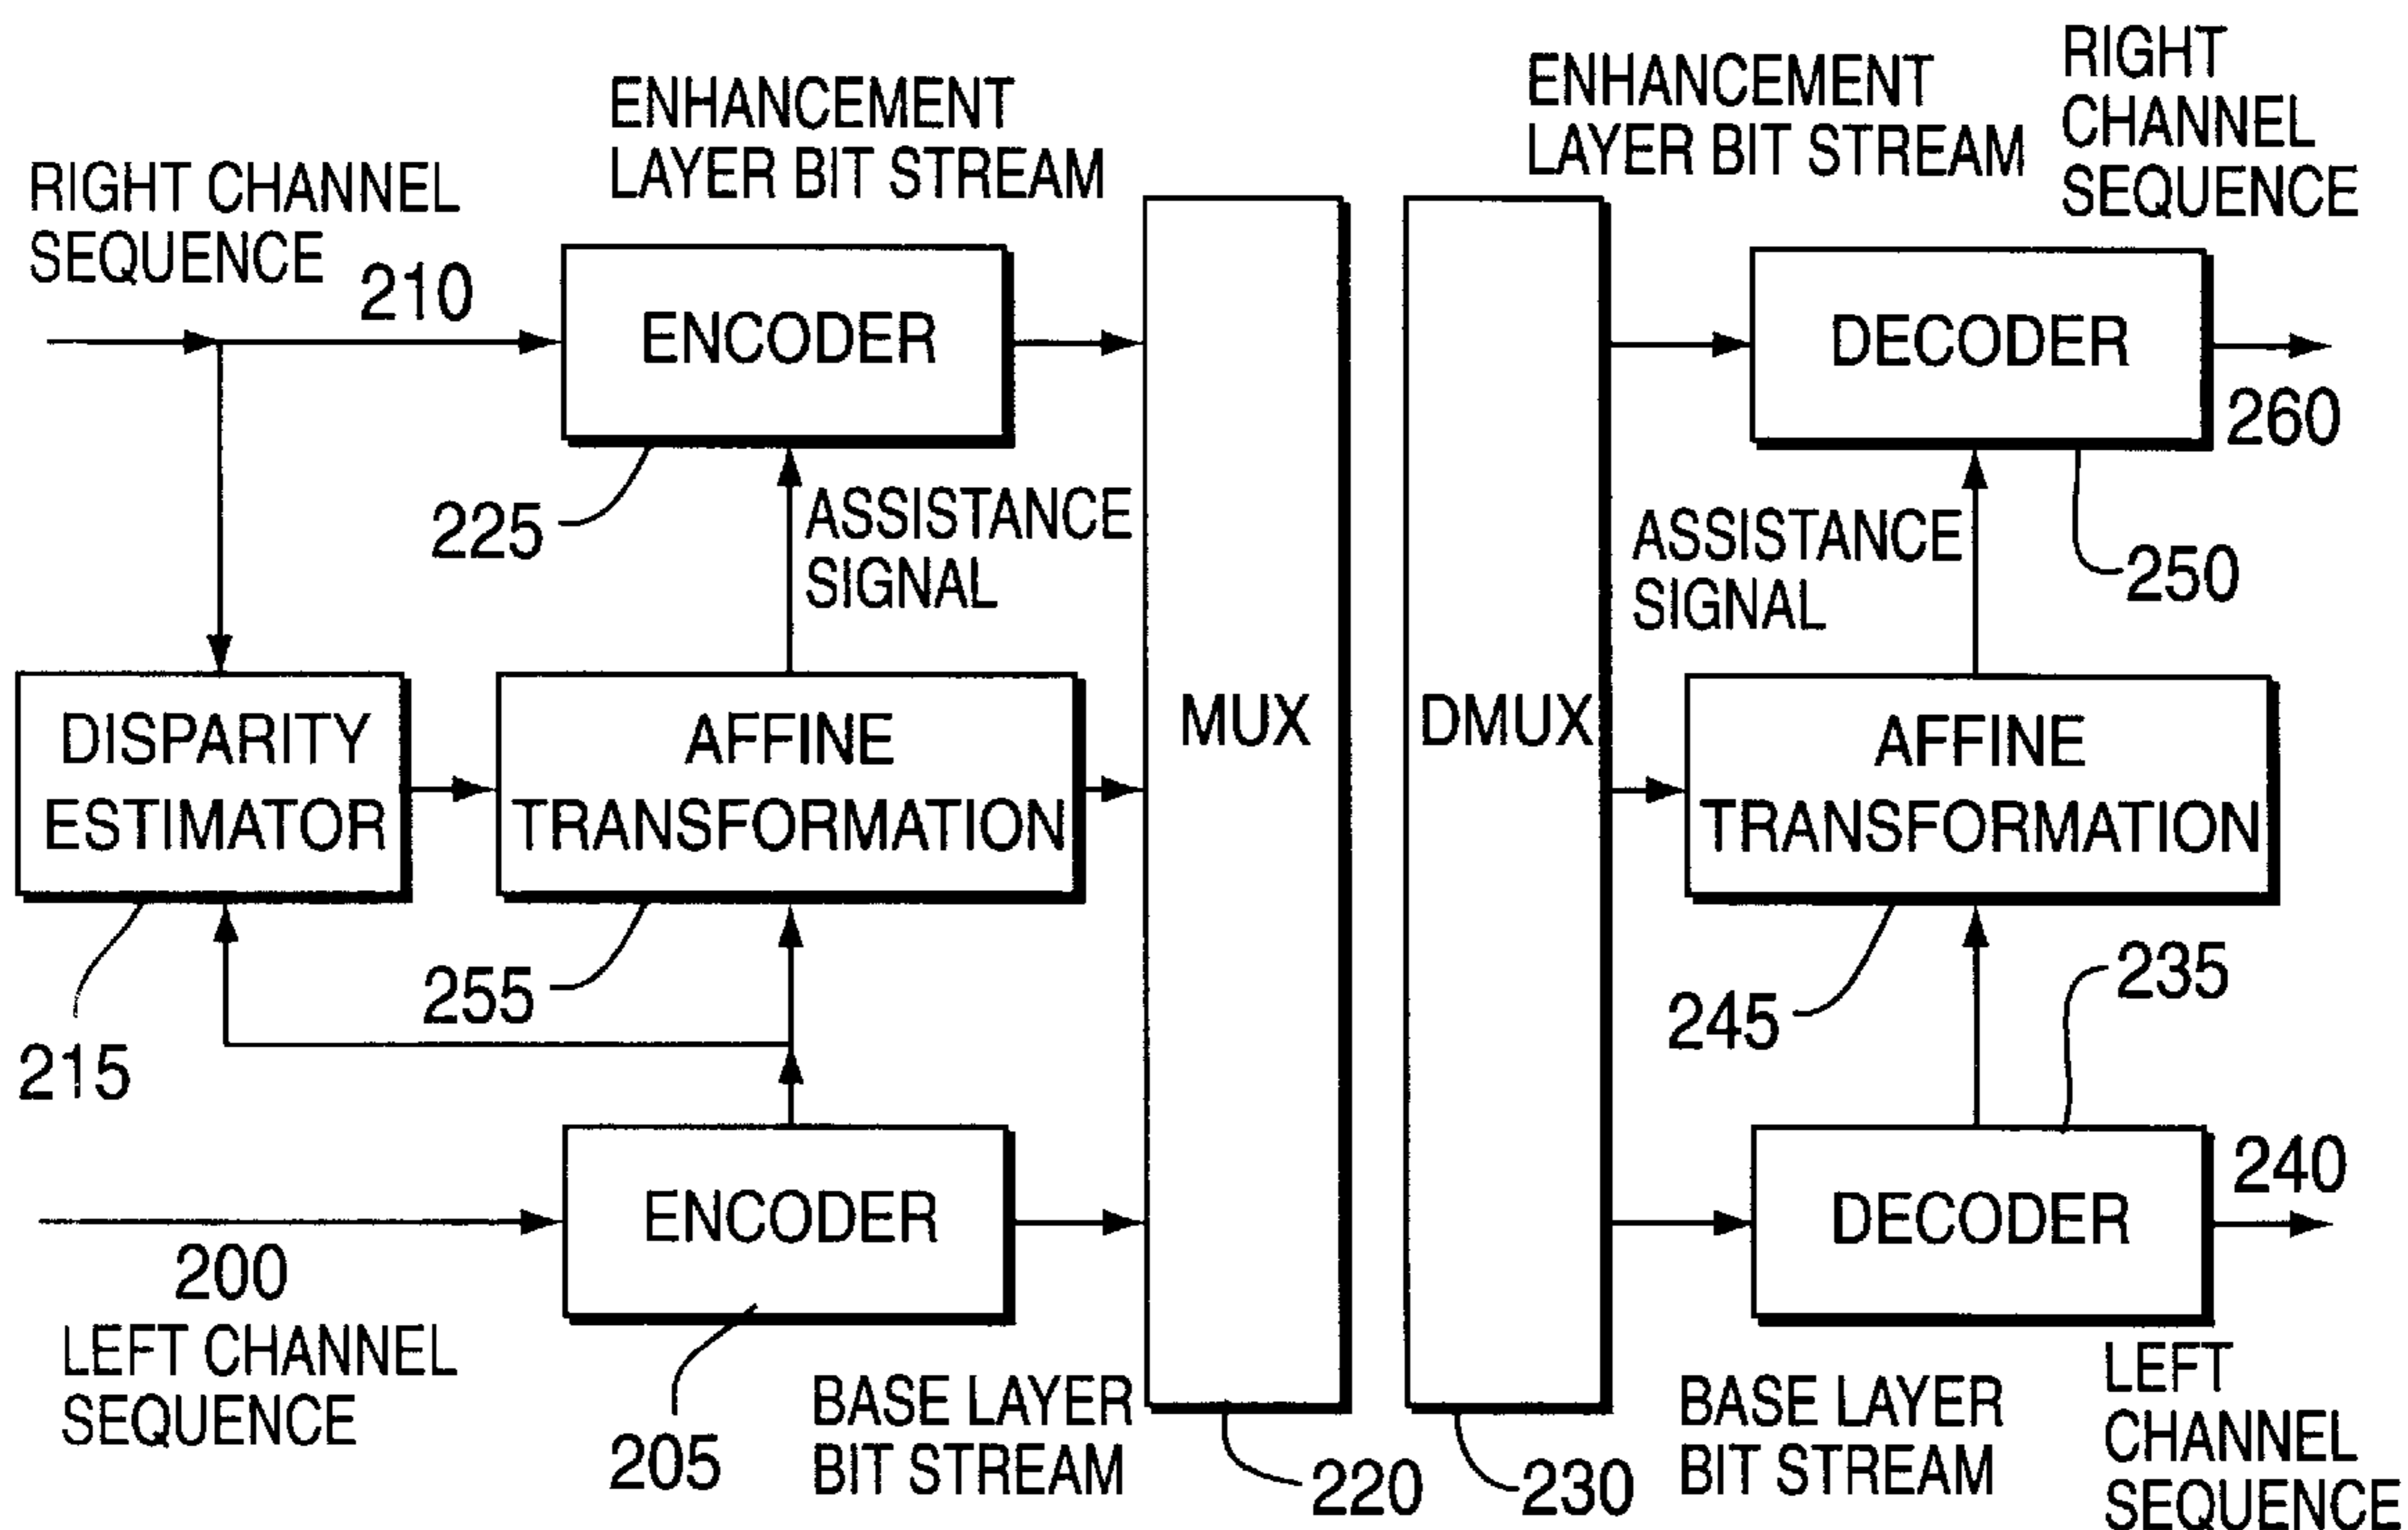 RIGHT CHANNEL
SEQUENCE
210
ENHANCEMENT
LAYER BIT STREAM
ENCODER
225
ASSISTANCE
SIGNAL
DISPARITY
ESTIMATOR
215
AFFINE
TRANSFORMATION
255
200
LEFT CHANNEL
SEQUENCE
ENCODER
205
BASE LAYER
BIT STREAM
MUX
220
DMUX
230
ENHANCEMENT
LAYER BIT STREAM
RIGHT
CHANNEL
SEQUENCE
DECODER
260
250
ASSISTANCE
SIGNAL
AFFINE
TRANSFORMATION
245
235
DECODER
240
BASE LAYER
BIT STREAM
LEFT
CHANNEL
SEQUENCE